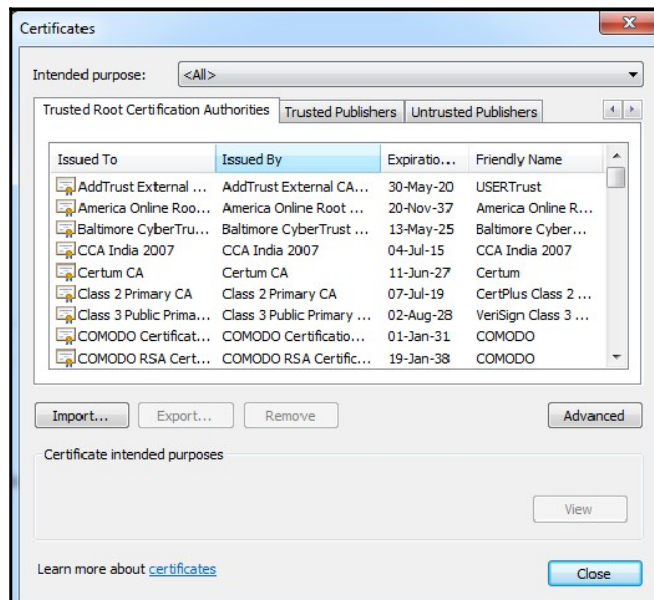 Certificates
Intended purpose: <All>
Trusted Root Certification Authorities Trusted Publishers Untrusted Publishers
Issued To Issued By Expiratio... Friendly Name
AddTrust External ... AddTrust External CA... 30-May-20 USERTrust
America Online Roo... America Online Root ... 20-Nov-37 America Online R...
Baltimore CyberTru... Baltimore CyberTrust ... 13-May-25 Baltimore Cyber...
CCA India 2007 CCA India 2007 04-Jul-15 CCA India 2007
Certum CA Certum CA 11-Jun-27 Certum
Class 2 Primary CA Class 2 Primary CA 07-Jul-19 CertPlus Class 2 ...
Class 3 Public Prima... Class 3 Public Primary ... 02-Aug-28 VeriSign Class 3 ...
COMODO Certificat... COMODO Certificatio... 01-Jan-31 COMODO
COMODO RSA Cert... COMODO RSA Certific... 19-Jan-38 COMODO
Import... Export... Remove Advanced
Certificate intended purposes
View
Learn more about certificates
Close